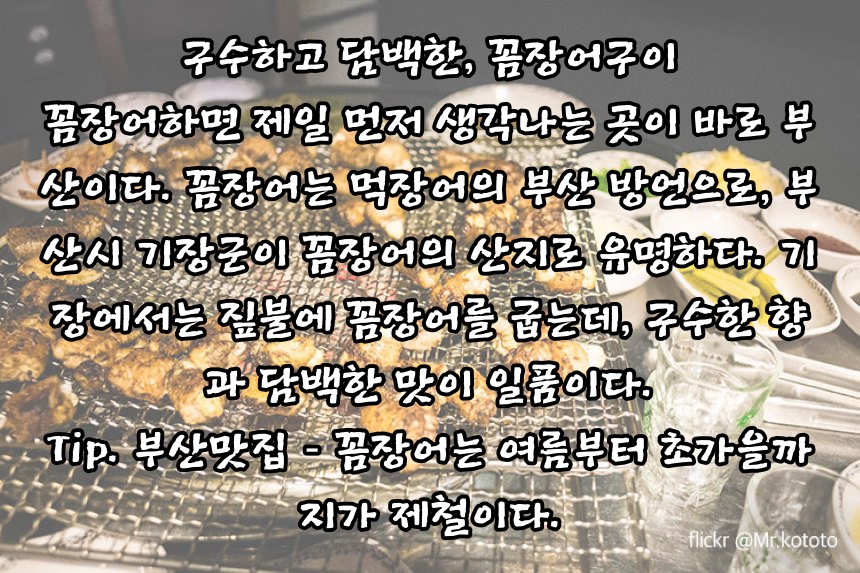 구수하고 담백한, 꼼장어구이
꼼장어하면 제일 먼저 생각나는 곳이 바로 부
산이다. 꼼장어는 먹장어의 부산 방언으로, 부
산시 기장군이 꼼장어의 산지로 유명하다. 기
장에서는 짚불에 꼼장어를 굽는데, 구수한 향
과 담백한 맛이 일품이다.
Tip. 부산맛집 - 꼼장어는 여름부터 초가을까
지가 제철이다.
flickr @Mr.kototo